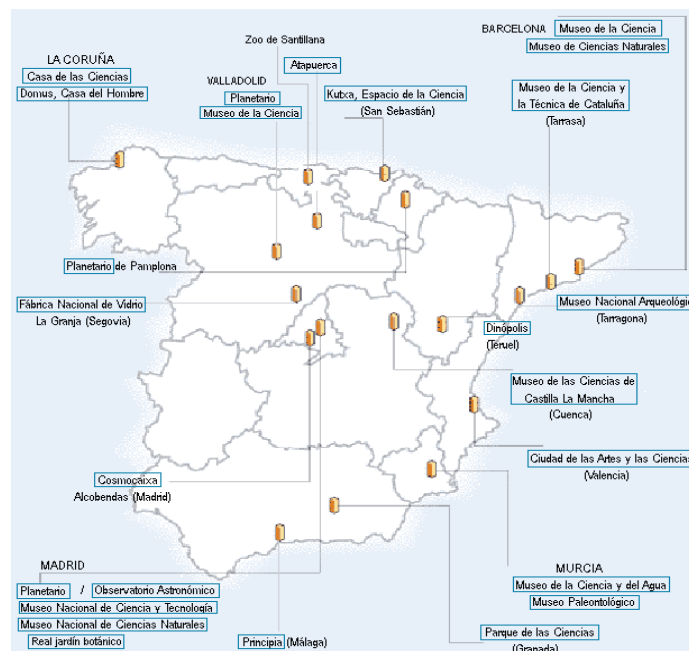 BARCELONA Museo de la Ciencia
Museo de Ciencias Naturales
Zoo de Santillana
LA CORUÑA
Casa de las Ciencias
Domus, Casa del Hombre
Atapuerca
VALLADOLID
Planetario
Museo de la Ciencia
Kutxa, Espacio de la Ciencia
(San Sebastián)
Museo de la Ciencia y
la Técnica de Cataluña
(Tarrasa)
Planetario de Pamplona
Fábrica Nacional de Vidrio
La Granja (Segovia)
Museo Nacional Arqueológic
(Tarragona)
Dinópolis
(Teruel)
Museo de las Ciencias de
Castilla La Mancha
(Cuenca)
Ciudad de las Artes y las Ciencias
(Valencia)
Cosmocaixa
Alcobendas (Madrid)
MADRID
Planetario / Observatorio Astronómico
Museo Nacional de Ciencia y Tecnología
Museo Nacional de Ciencias Naturales
Real jardín botánico
Principia (Málaga)
MURCIA
Museo de la Ciencia y del Agua
Museo Paleontológico
Parque de las Ciencias
(Granada)